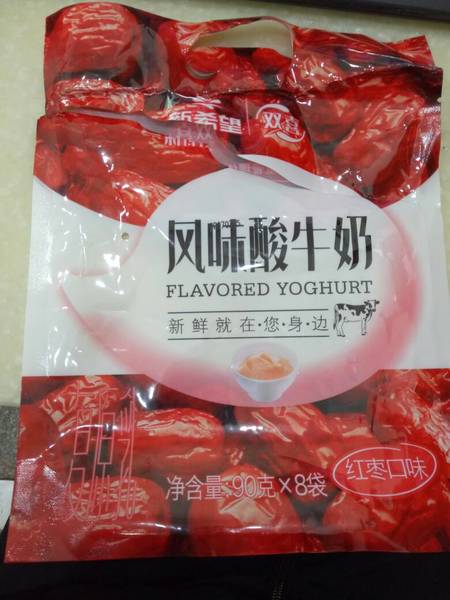 新希望
双喜
风味酸牛奶
FLAVORED YOGHURT
新鲜就在·您·身·边
净含量:90克×8袋
红枣口味